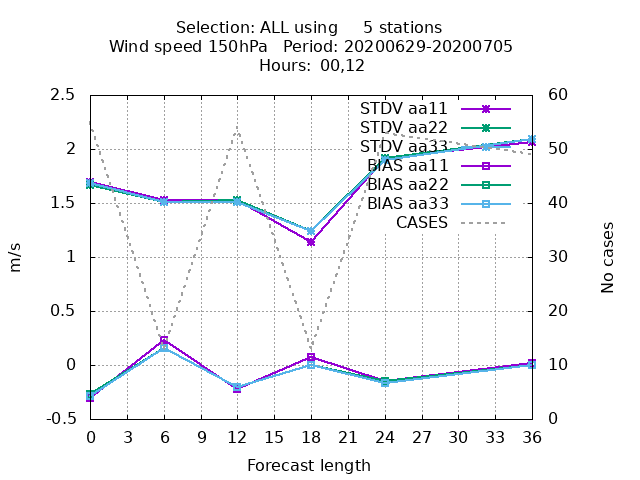 Selection: ALL using     5 stations
Wind speed 150hPa   Period: 20200629-20200705
Hours: 00,12
2.5
2
1.5
1
0.5
0
-0.5
m/s
STDV aa11
STDV aa22
STDV aa33
BIAS aa11
BIAS aa22
BIAS aa33
CASES
60
50
40
30
20
10
0
No cases
0 3 6 9 12 15 18 21 24 27 30 33 36
Forecast length